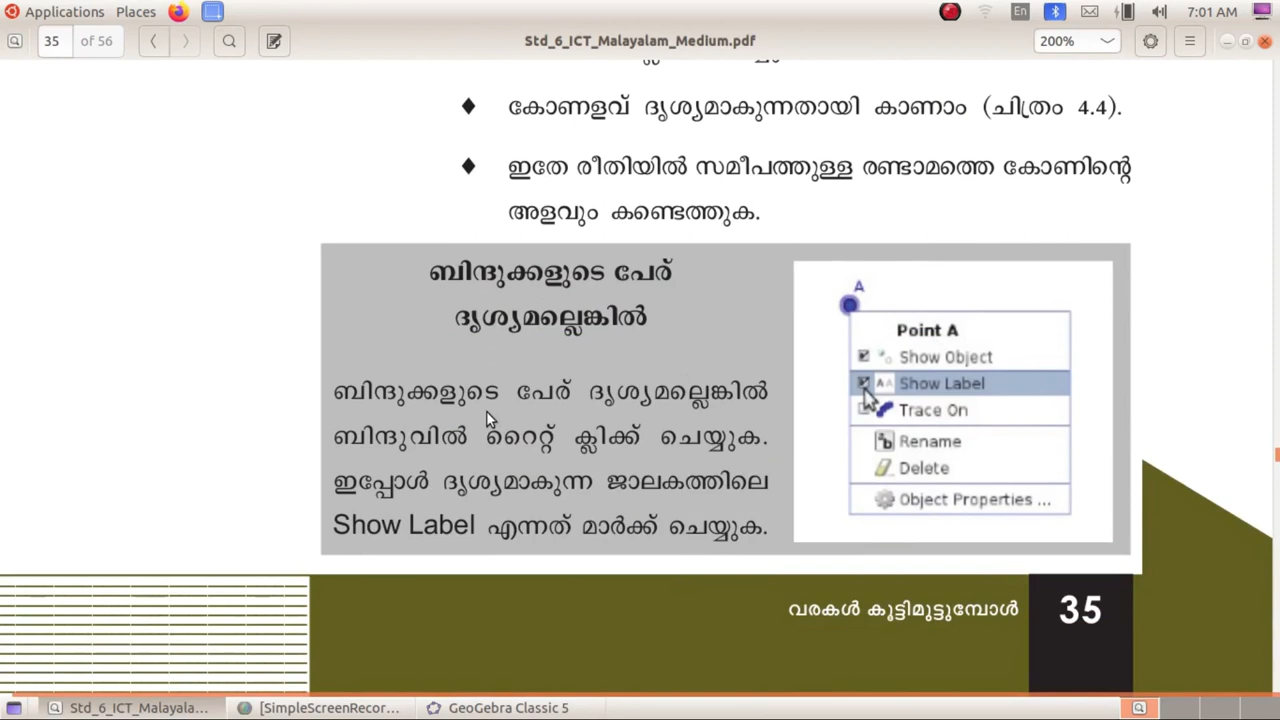 Applications Places En 7:01 AM
35 of 56 Std_6_ICT_Malayalam_Medium.pdf 200%
♦ കോണളവ് ദൃശ്യമാകുന്നതായി കാണാം (ചിത്രം 4.4).
♦ ഇതേ രീതിയിൽ സമീപത്തുള്ള രണ്ടാമത്തെ കോണിന്റെ
അളവും കണ്ടെത്തുക.
ബിന്ദുക്കളുടെ പേര്
ദൃശ്യമല്ലെങ്കിൽ
ബിന്ദുക്കളുടെ പേര് ദൃശ്യമല്ലെങ്കിൽ
ബിന്ദുവിൽ റൈറ്റ് ക്ലിക്ക് ചെയ്യുക.
ഇപ്പോൾ ദൃശ്യമാകുന്ന ജാലകത്തിലെ
Show Label എന്നത് മാർക്ക് ചെയ്യുക.
A
Point A
Show Object
AA Show Label
Trace On
Rename
Delete
Object Properties ...
വരകൾ കൂട്ടിമുട്ടുമ്പോൾ 35
Std_6_ICT_Malayala... [SimpleScreenRecor... GeoGebra Classic 5